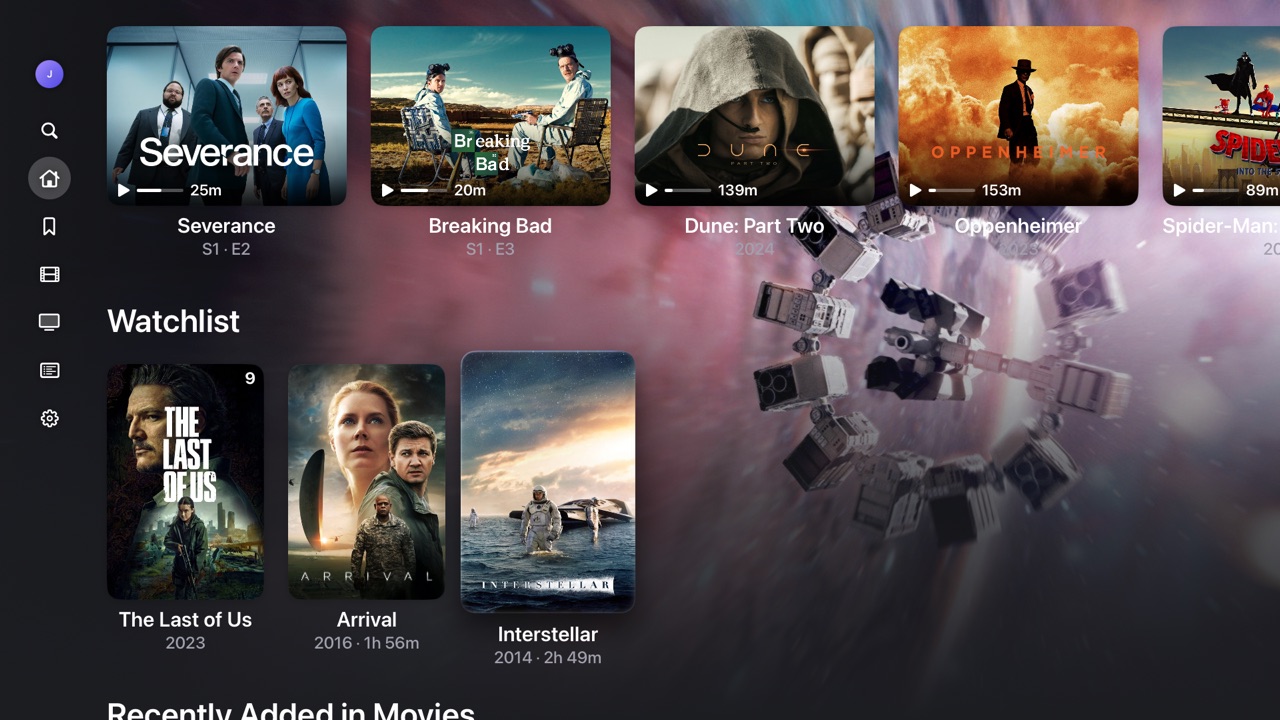 J
Severance
25m
Severance
S1 · E2
Breaking
Bad
20m
Breaking Bad
S1 · E3
DUNE
PART TWO
139m
Dune: Part Two
2024
OPPENHEIMER
153m
Oppenheimer
2023
89m
Spider-Man:
Watchlist
9
THE
LAST
OF US
The Last of Us
2023
ARRIVAL
Arrival
2016 · 1h 56m
INTERSTELLAR
Interstellar
2014 · 2h 49m
Recently Added in Movies